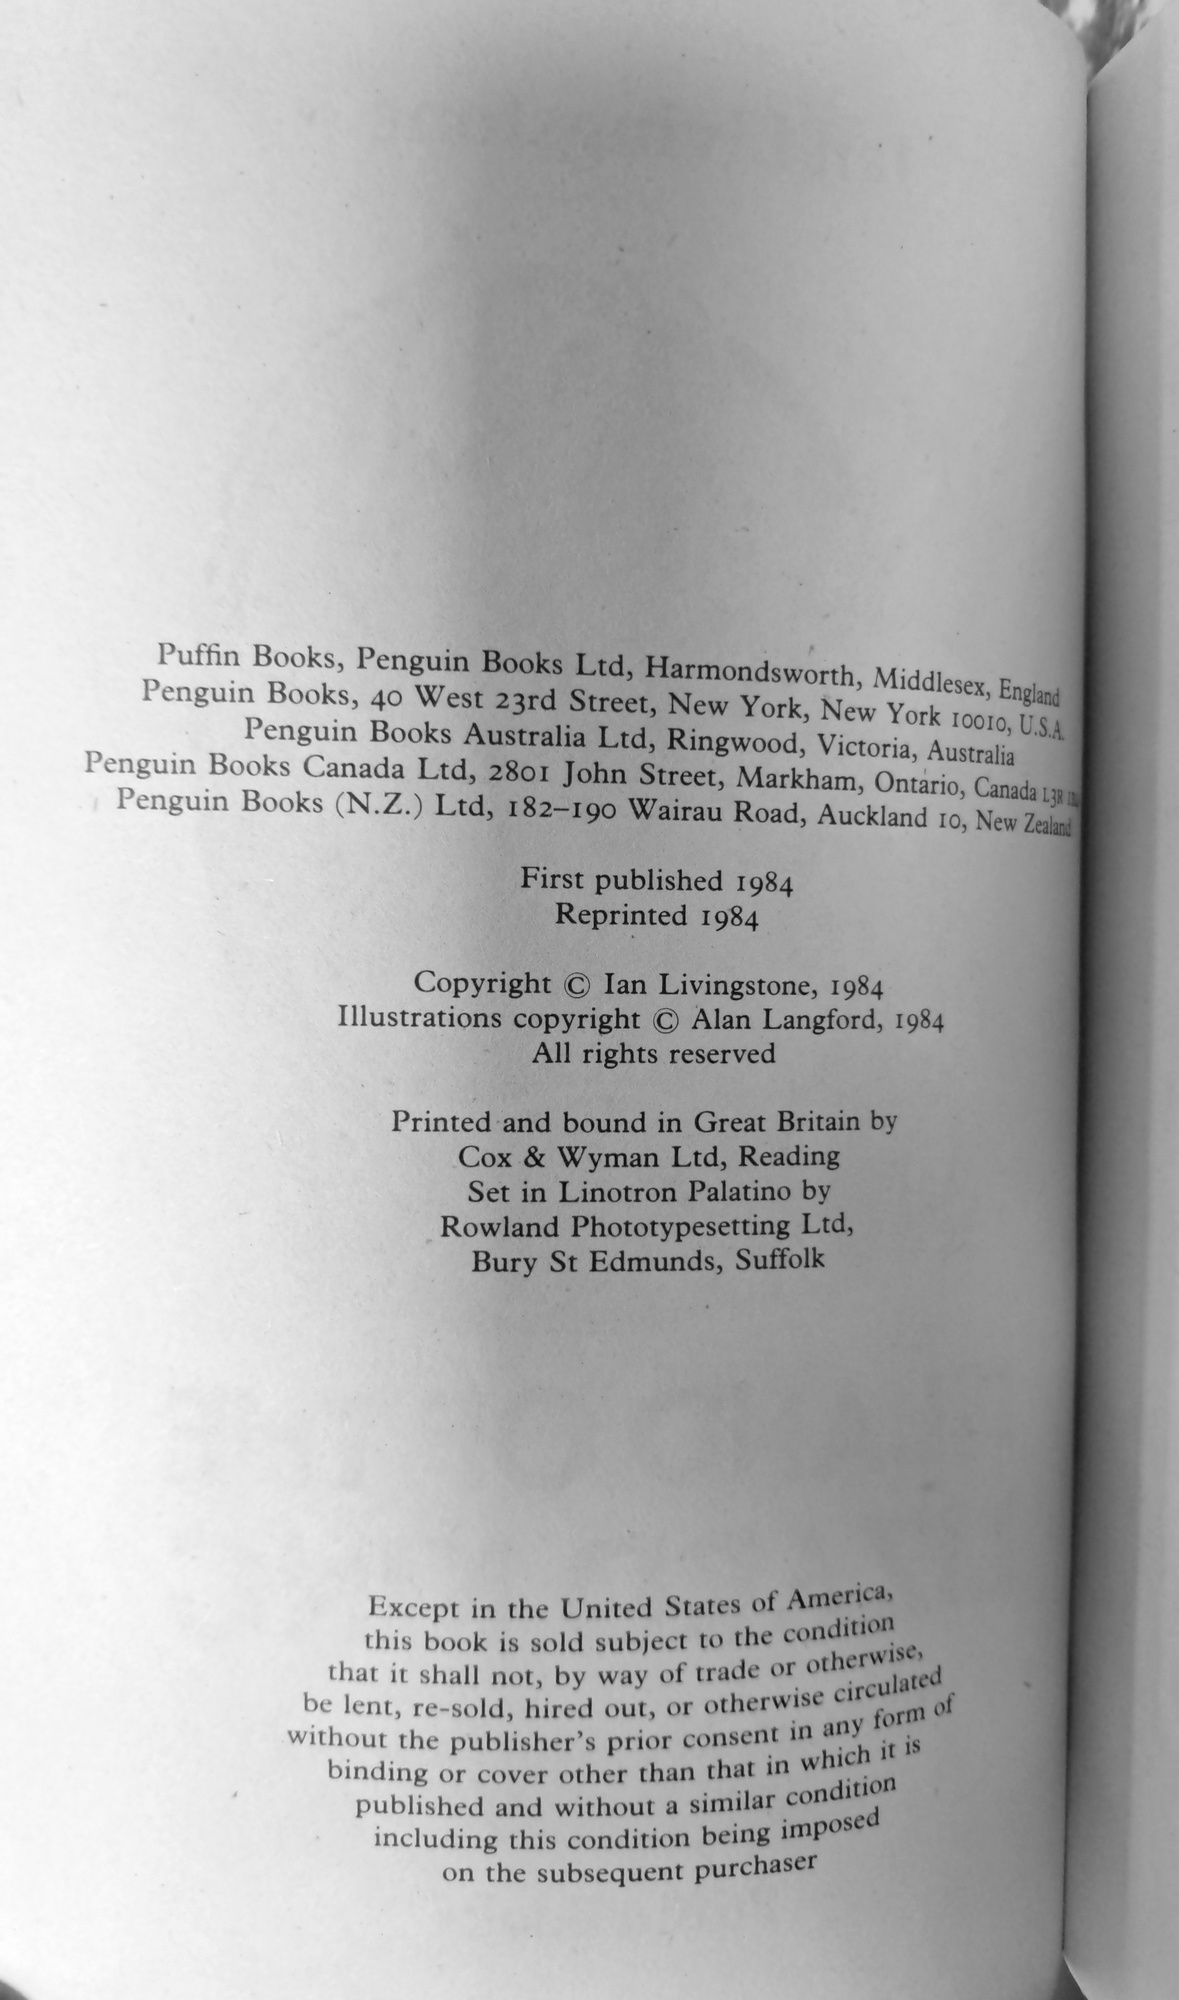 Puffin Books, Penguin Books Ltd, Harmondsworth, Middlesex, England
Penguin Books, 40 West 23rd Street, New York, New York 10010, U.S.A.
Penguin Books Australia Ltd, Ringwood, Victoria, Australia
Penguin Books Canada Ltd, 2801 John Street, Markham, Ontario, Canada L3R
Penguin Books (N.Z.) Ltd, 182–190 Wairau Road, Auckland 10, New Zealand
First published 1984
Reprinted 1984
Copyright © Ian Livingstone, 1984
Illustrations copyright © Alan Langford, 1984
All rights reserved
Printed and bound in Great Britain by
Cox & Wyman Ltd, Reading
Set in Linotron Palatino by
Rowland Phototypesetting Ltd,
Bury St Edmunds, Suffolk
Except in the United States of America,
this book is sold subject to the condition
that it shall not, by way of trade or otherwise,
be lent, re-sold, hired out, or otherwise circulated
without the publisher's prior consent in any form of
binding or cover other than that in which it is
published and without a similar condition
including this condition being imposed
on the subsequent purchaser